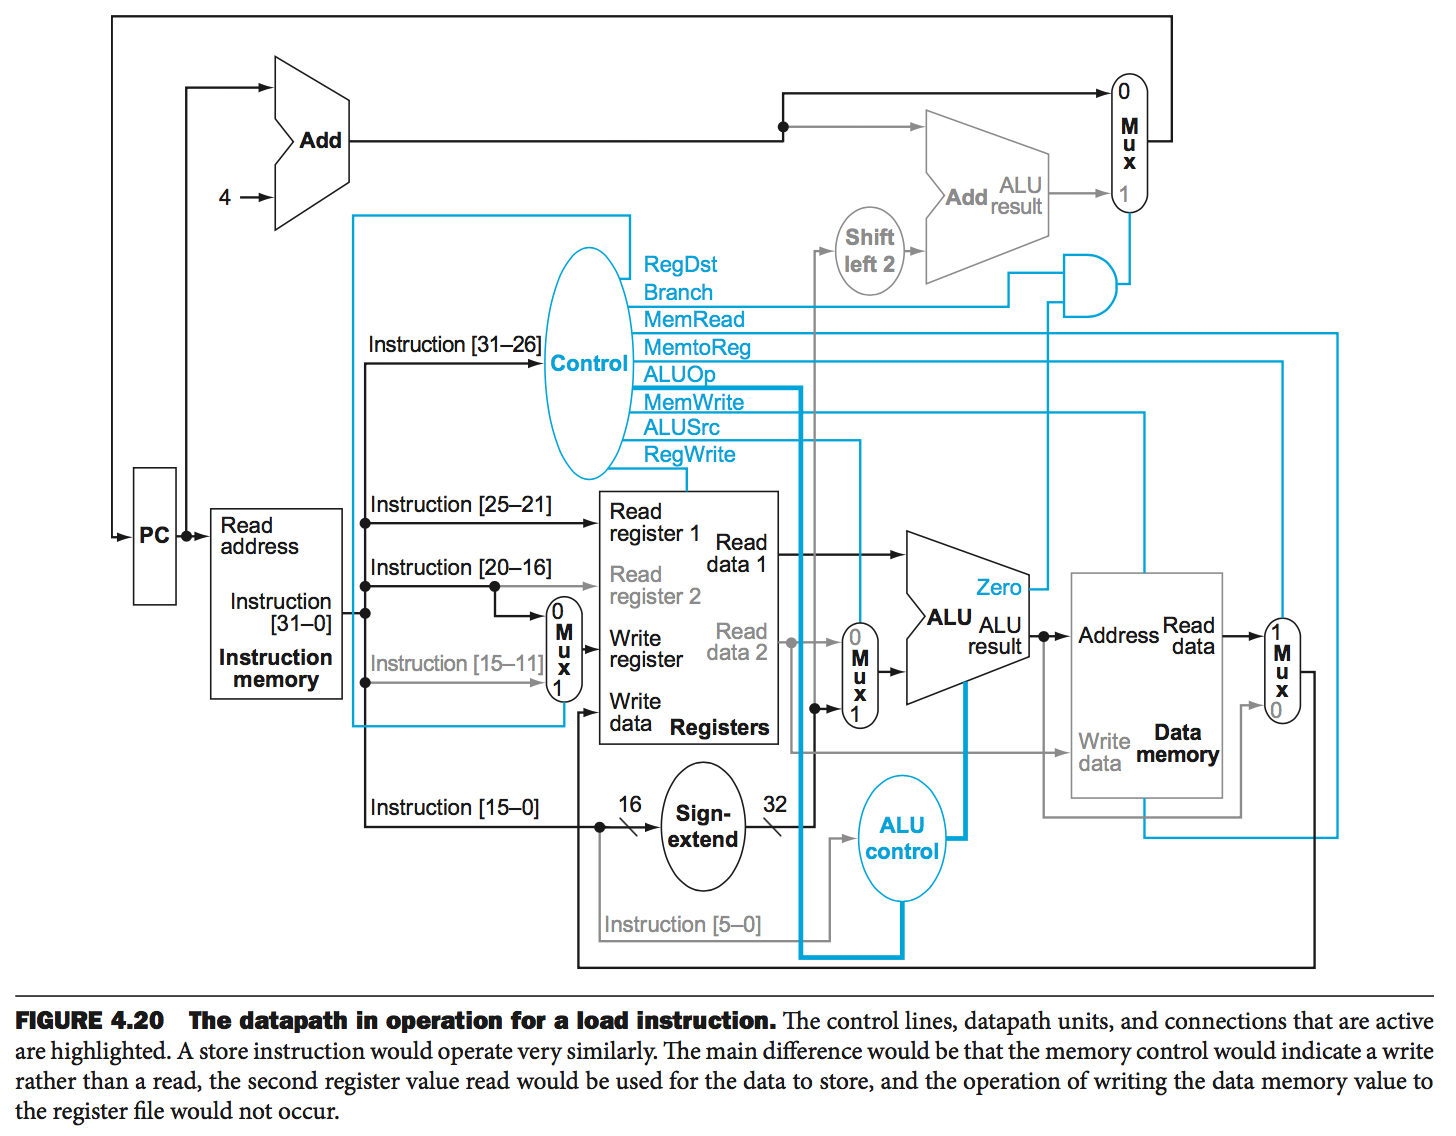 0
M
u
x
1
Add
4
Add
ALU
result
Shift
left 2
RegDst
Branch
MemRead
MemtoReg
ALUOp
MemWrite
ALUSrc
RegWrite
Control
Instruction [31–26]
Instruction [25–21]
Instruction [20–16]
Instruction [15–11]
Instruction [15–0]
Instruction [5–0]
PC
Read
address
Instruction
[31–0]
Instruction
memory
0
M
u
x
1
Read
register 1
Read
register 2
Write
register
Write
data
Read
data 1
Read
data 2
Registers
0
M
u
x
1
Zero
ALU
ALU
result
Address
Read
data
Write
data
Data
memory
1
M
u
x
0
16
Sign-
extend
32
ALU
control
FIGURE 4.20 The datapath in operation for a load instruction. The control lines, datapath units, and connections that are active
are highlighted. A store instruction would operate very similarly. The main difference would be that the memory control would indicate a write
rather than a read, the second register value read would be used for the data to store, and the operation of writing the data memory value to
the register file would not occur.